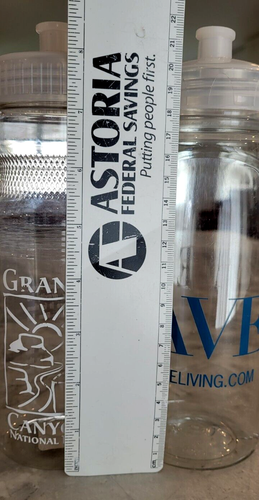 ASTORIA
FEDERAL SAVINGS
Putting people first.
GRAN
CANYO
NATIONAL
AVE
ELIVING.COM